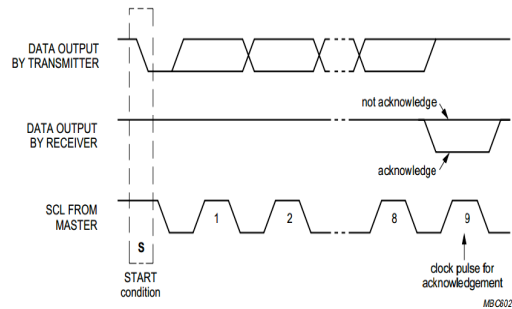 DATA OUTPUT
BY TRANSMITTER
not acknowledge
DATA OUTPUT
BY RECEIVER
acknowledge
SCL FROM
MASTER
1
2
8
9
S
START
condition
clock pulse for
acknowledgement
MBC602